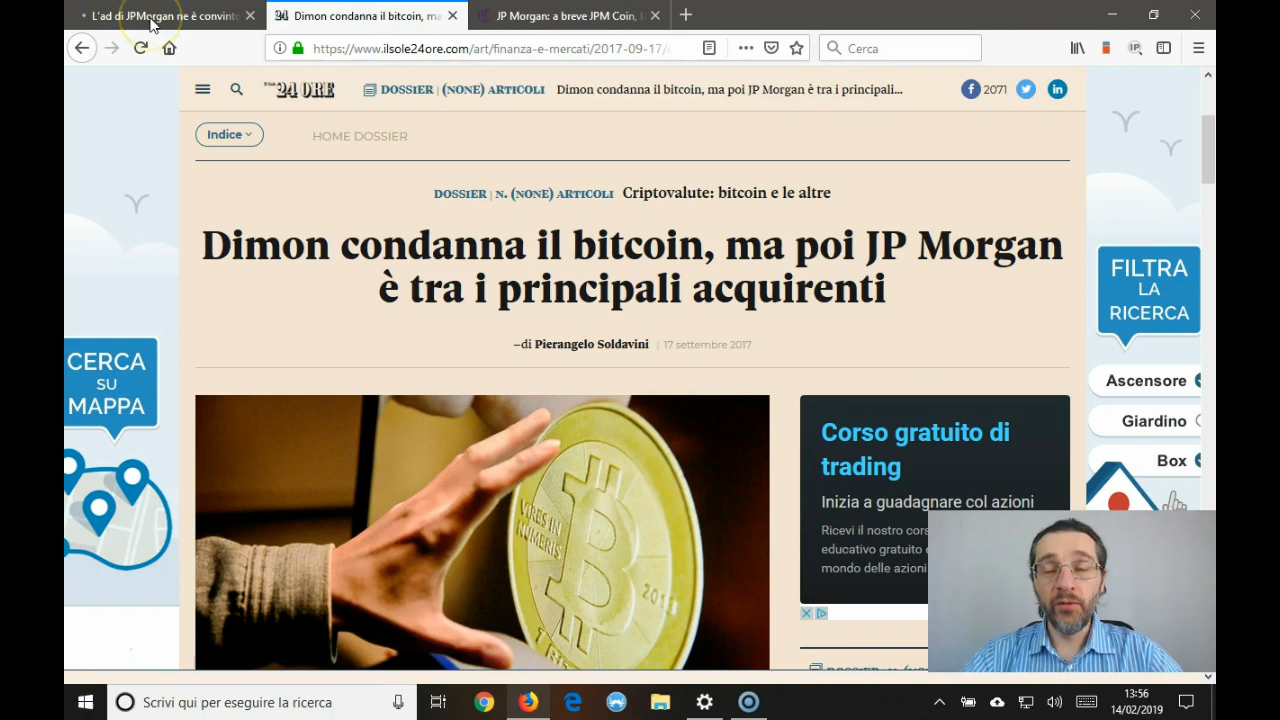 L'ad di JPMorgan ne è convinto
Dimon condanna il bitcoin, ma
JP Morgan: a breve JPM Coin,
https://www.ilsole24ore.com/art/finanza-e-mercati/2017-09-17/
Cerca
24 ORE
DOSSIER | (NONE) ARTICOLI
Dimon condanna il bitcoin, ma poi JP Morgan è tra i principali...
2071
Indice
HOME DOSSIER
DOSSIER | N. (NONE) ARTICOLI Criptovalute: bitcoin e le altre
Dimon condanna il bitcoin, ma poi JP Morgan
è tra i principali acquirenti
–di Pierangelo Soldavini | 17 settembre 2017
CERCA
SU
MAPPA
FILTRA
LA
RICERCA
Ascensore
Giardino
Box
VIRES IN
NUMERIS
Corso gratuito di
trading
Inizia a guadagnare col azioni
Ricevi il nostro cors
educativo gratuito
mondo delle azioni
Scrivi qui per eseguire la ricerca
13:56
14/02/2019